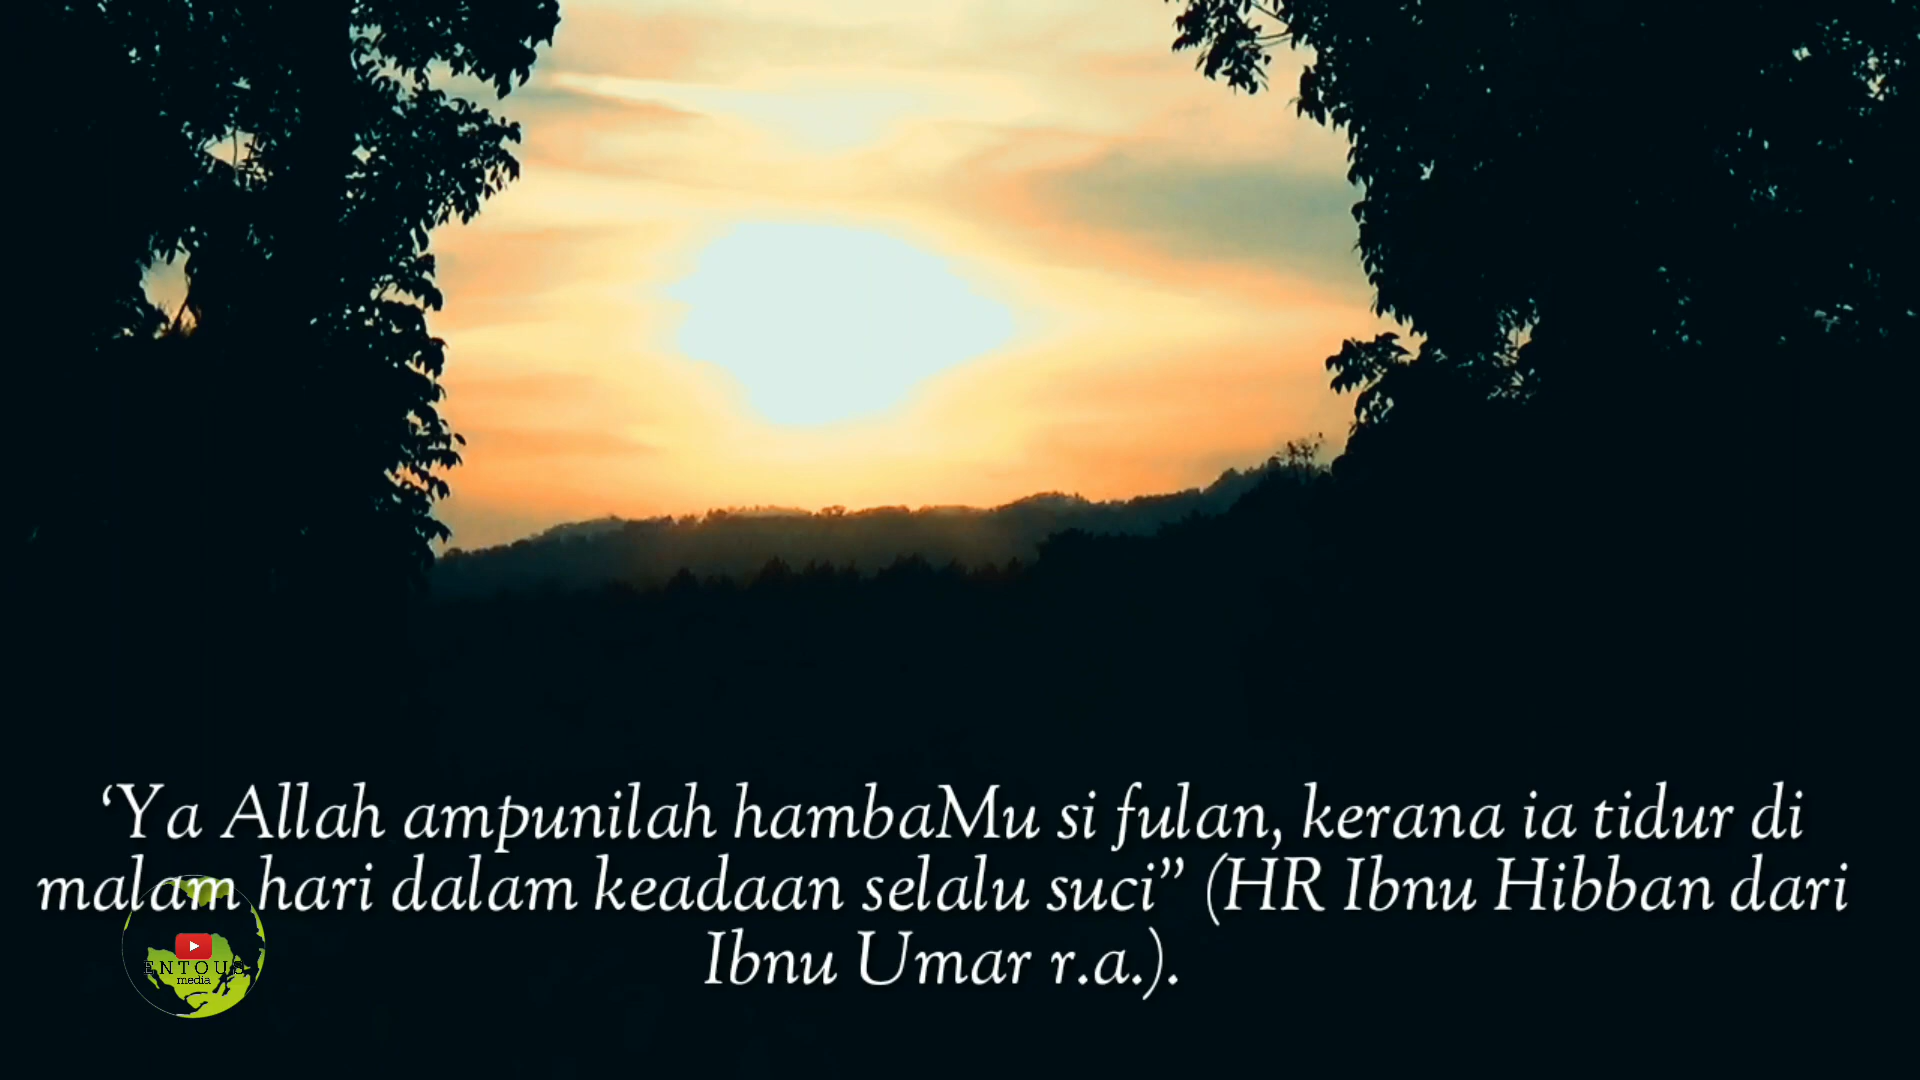 ‘Ya Allah ampunilah hambaMu si fulan, kerana ia tidur di
malam hari dalam keadaan selalu suci” (HR Ibnu Hibban dari
Ibnu Umar r.a.).
ENTOUS
media